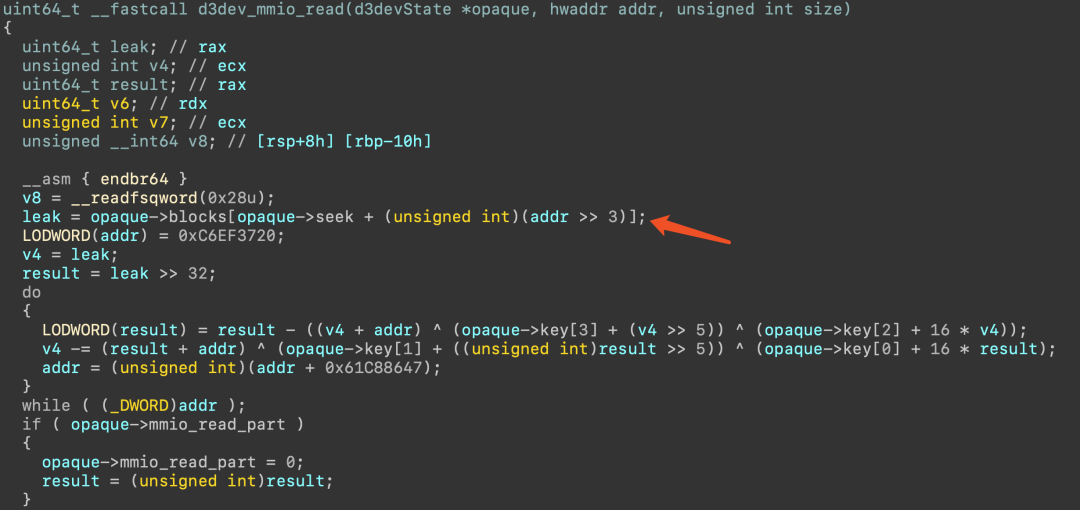 uint64_t __fastcall d3dev_mmio_read(d3devState *opaque, hwaddr addr, unsigned int size)
{
  uint64_t leak; // rax
  unsigned int v4; // ecx
  uint64_t result; // rax
  uint64_t v6; // rdx
  unsigned int v7; // ecx
  unsigned __int64 v8; // [rsp+8h] [rbp-10h]

  __asm { endbr64 }
  v8 = __readfsqword(0x28u);
  leak = opaque->blocks[opaque->seek + (unsigned int)(addr >> 3)];
  LODWORD(addr) = 0xC6EF3720;
  v4 = leak;
  result = leak >> 32;
  do
  {
    LODWORD(result) = result - ((v4 + addr) ^ (opaque->key[3] + (v4 >> 5)) ^ (opaque->key[2] + 16 * v4));
    v4 -= (result + addr) ^ (opaque->key[1] + ((unsigned int)result >> 5)) ^ (opaque->key[0] + 16 * result);
    addr = (unsigned int)(addr + 0x61C88647);
  }
  while ( (_DWORD)addr );
  if ( opaque->mmio_read_part )
  {
    opaque->mmio_read_part = 0;
    result = (unsigned int)result;
  }